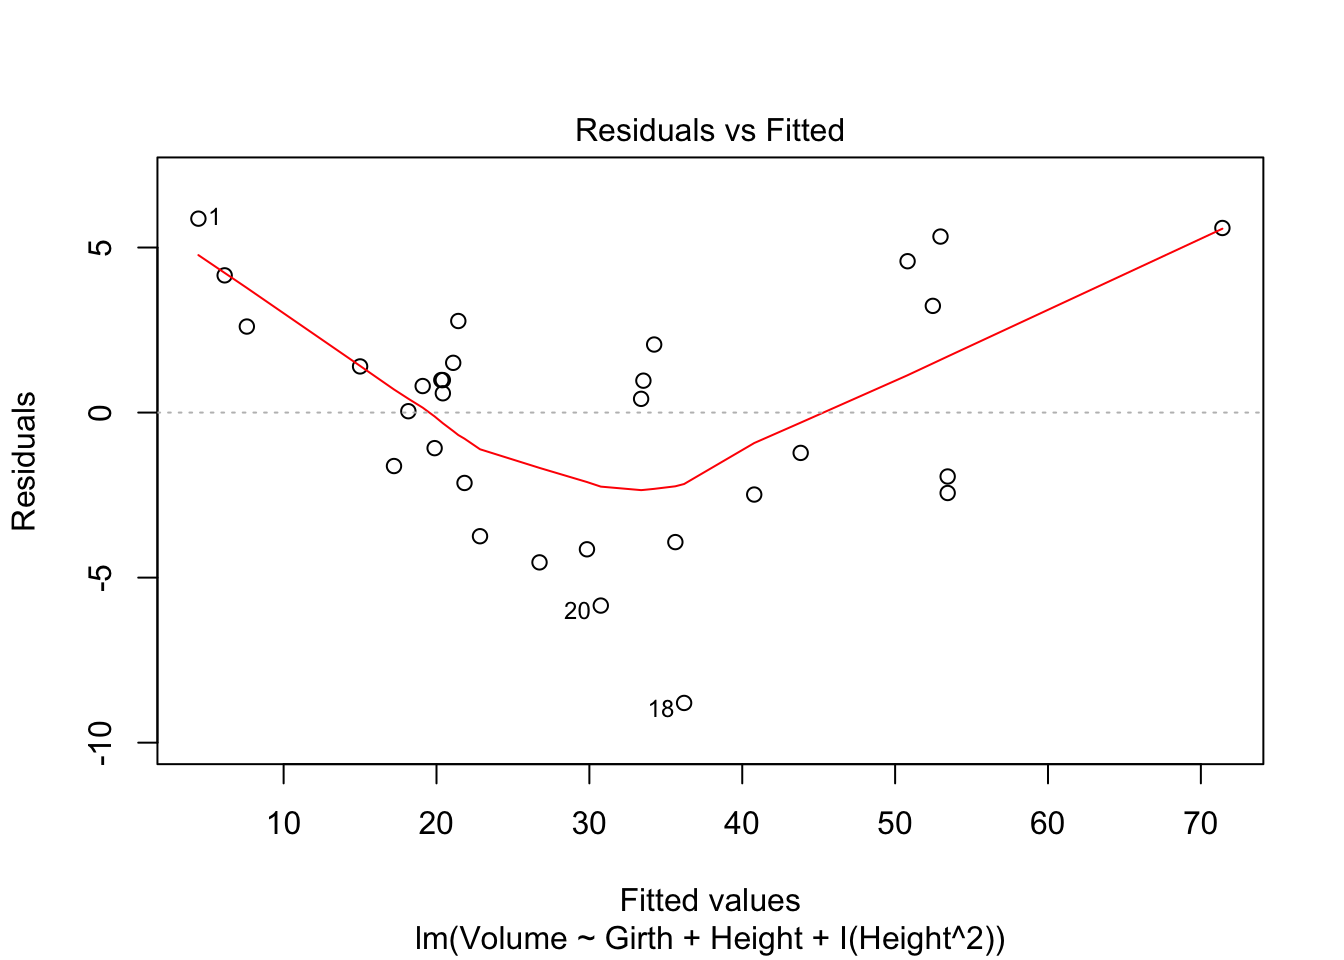 Residuals vs Fitted
1
20
18
5
0
-5
-10
Residuals
10 20 30 40 50 60 70
Fitted values
lm(Volume ~ Girth + Height + I(Height^2))